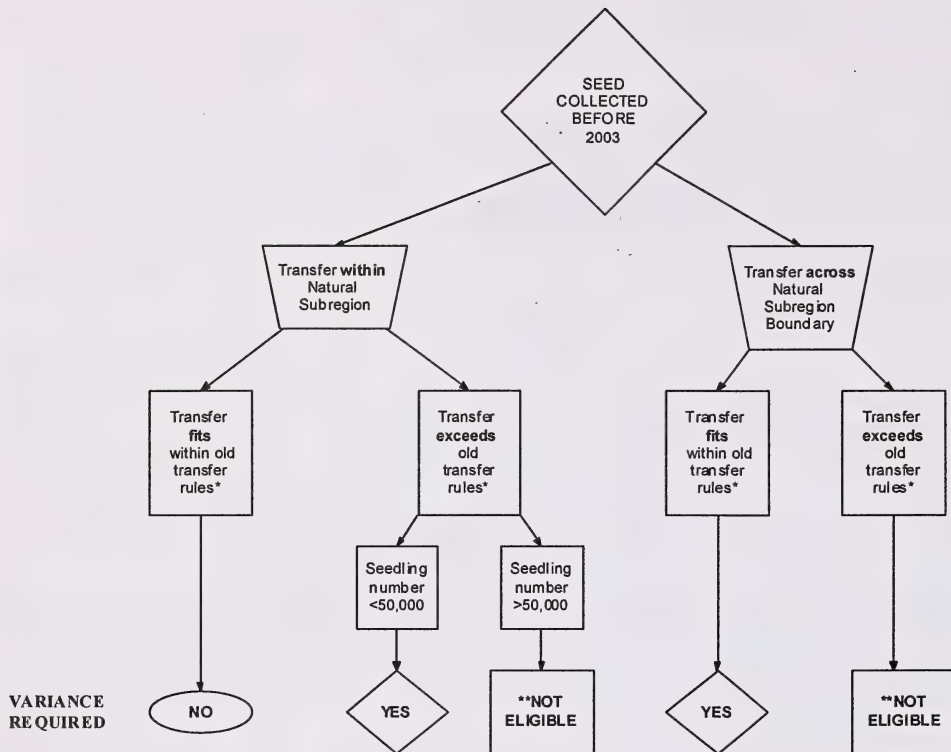 SEED
COLLECTED
BEFORE
2003
Transfer within
Natural
Subregion
Transfer across
Natural
Subregion
Boundary
Transfer
fits
within old
transfer
rules*
Transfer
exceeds
old
transfer
rules*
Transfer
fits
within old
transfer
rules*
Transfer
exceeds
old
transfer
rules*
Seedling
number
<50,000
Seedling
number
>50,000
VARIANCE
REQUIRED
NO
YES
**NOT
ELIGIBLE
YES
**NOT
ELIGIBLE